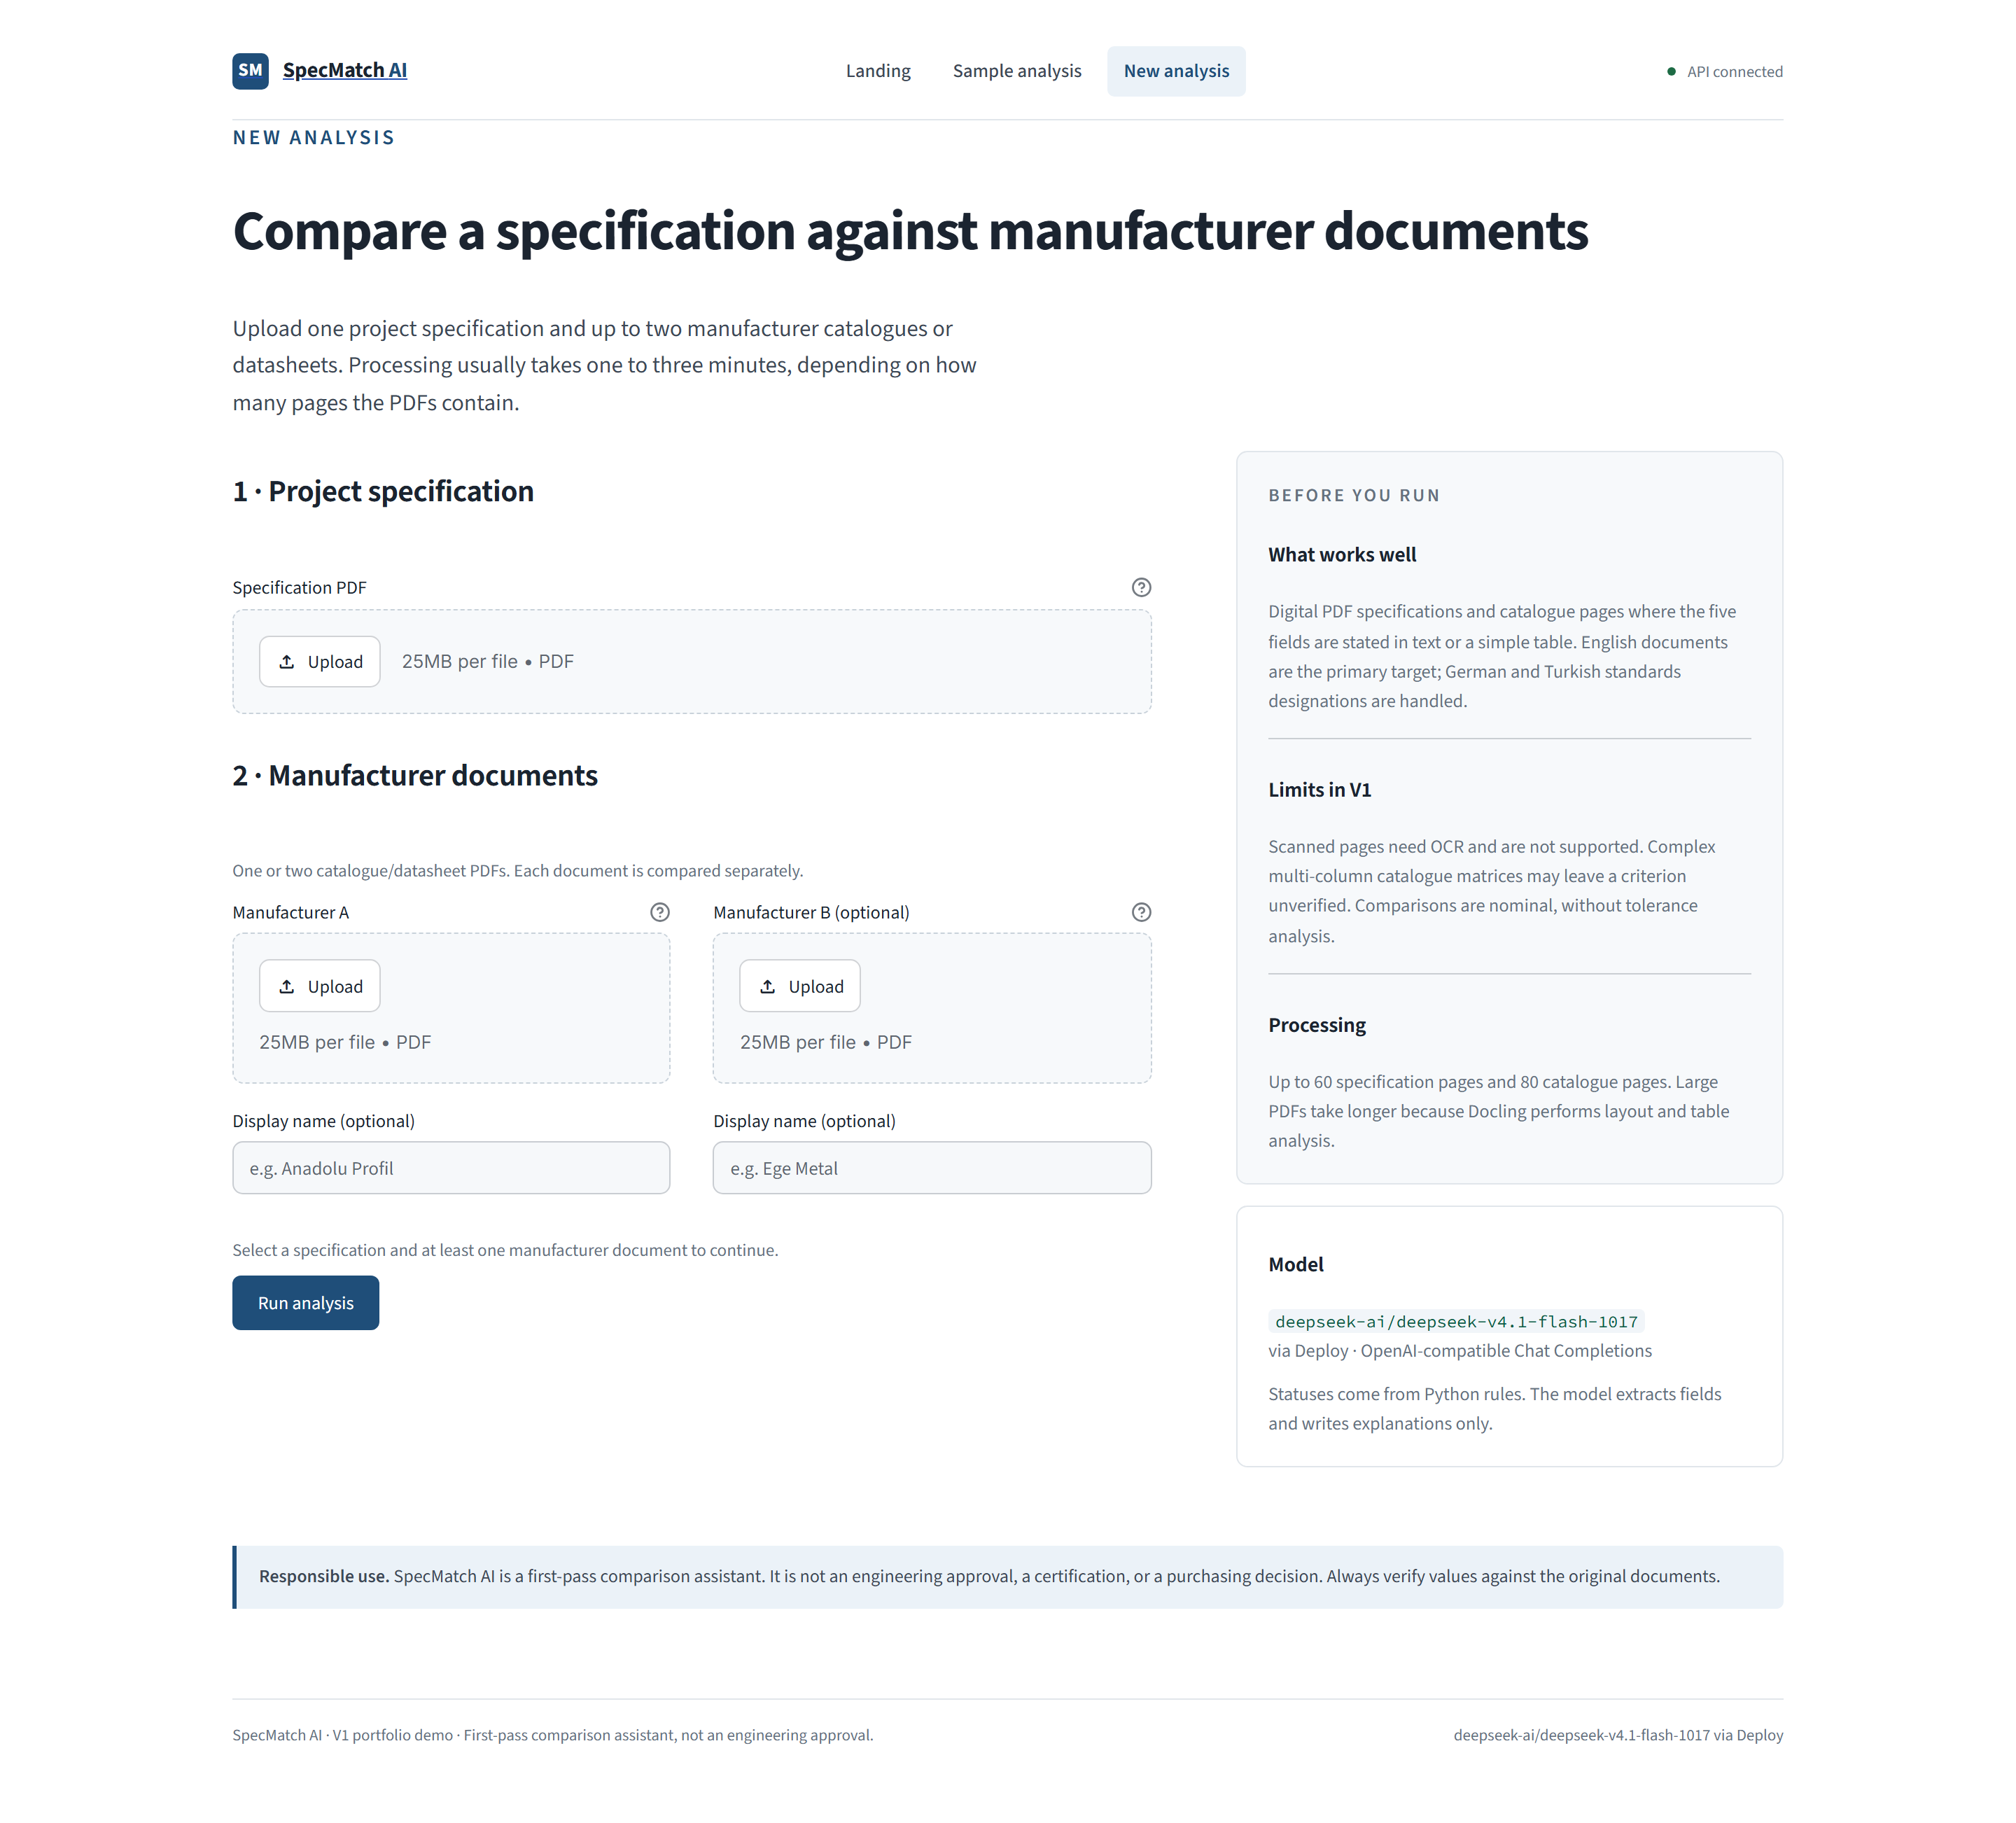 SM SpecMatch AI
Landing Sample analysis New analysis
API connected
NEW ANALYSIS
Compare a specification against manufacturer documents
Upload one project specification and up to two manufacturer catalogues or
datasheets. Processing usually takes one to three minutes, depending on how
many pages the PDFs contain.
1 · Project specification
Specification PDF
Upload 25MB per file • PDF
2 · Manufacturer documents
One or two catalogue/datasheet PDFs. Each document is compared separately.
Manufacturer A
Upload
25MB per file • PDF
Display name (optional)
e.g. Anadolu Profil
Manufacturer B (optional)
Upload
25MB per file • PDF
Display name (optional)
e.g. Ege Metal
Select a specification and at least one manufacturer document to continue.
Run analysis
BEFORE YOU RUN
What works well
Digital PDF specifications and catalogue pages where the five
fields are stated in text or a simple table. English documents
are the primary target; German and Turkish standards
designations are handled.
Limits in V1
Scanned pages need OCR and are not supported. Complex
multi-column catalogue matrices may leave a criterion
unverified. Comparisons are nominal, without tolerance
analysis.
Processing
Up to 60 specification pages and 80 catalogue pages. Large
PDFs take longer because Docling performs layout and table
analysis.
Model
deepseek-ai/deepseek-v4.1-flash-1017
via Deploy · OpenAI-compatible Chat Completions
Statuses come from Python rules. The model extracts fields
and writes explanations only.
Responsible use. SpecMatch AI is a first-pass comparison assistant. It is not an engineering approval, a certification, or a purchasing decision. Always verify values against the original documents.
SpecMatch AI · V1 portfolio demo · First-pass comparison assistant, not an engineering approval.
deepseek-ai/deepseek-v4.1-flash-1017 via Deploy